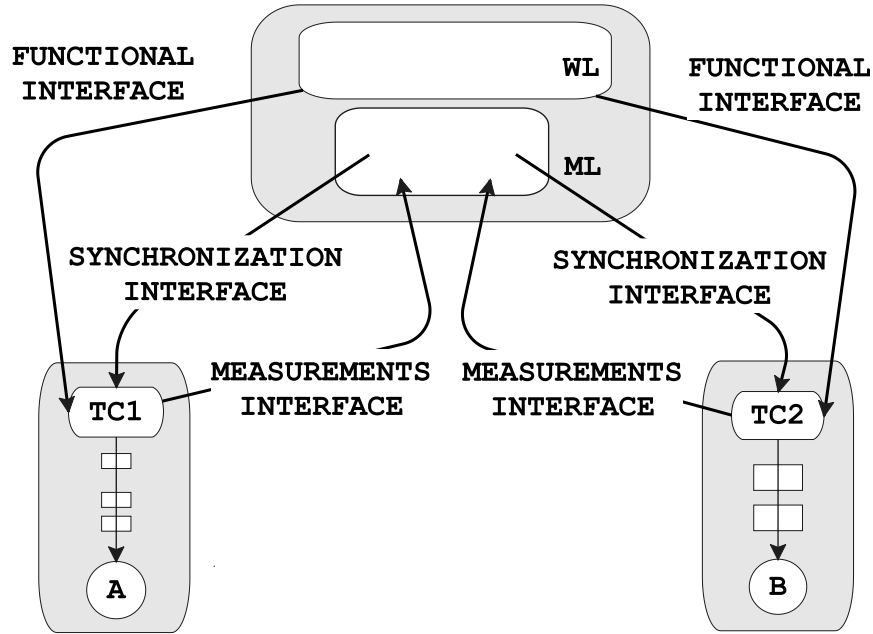 FUNCTIONAL
INTERFACE
WL
FUNCTIONAL
INTERFACE
ML
SYNCHRONIZATION
INTERFACE
SYNCHRONIZATION
INTERFACE
MEASUREMENTS
INTERFACE
MEASUREMENTS
INTERFACE
TC1
TC2
A
B